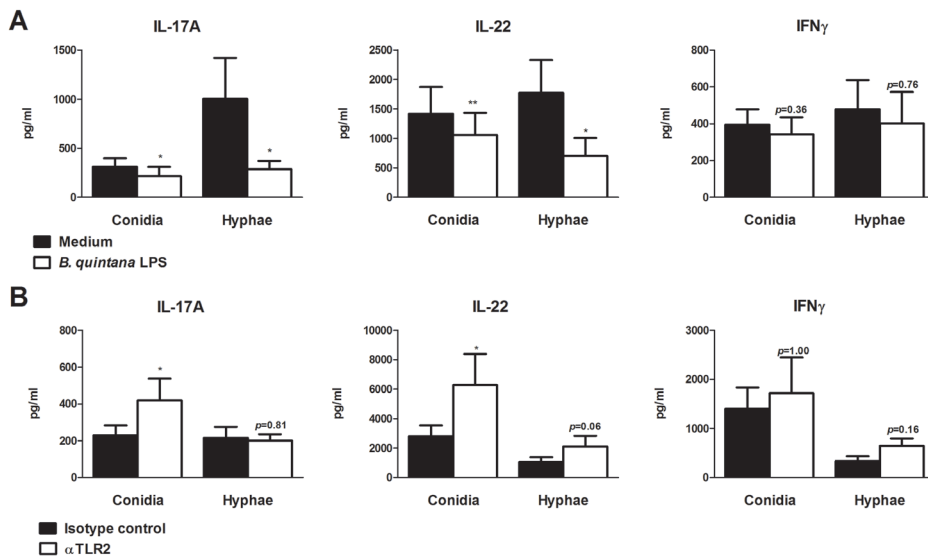 A
IL-17A
IL-22
IFNγ
1500
1000
500
0
pg/ml
*
*
Conidia
Hyphae
2500
2000
1500
1000
500
0
pg/ml
**
*
Conidia
Hyphae
800
600
400
200
0
pg/ml
p=0.36
p=0.76
Conidia
Hyphae
Medium
B. quintana LPS
B
IL-17A
IL-22
IFNγ
800
600
400
200
0
pg/ml
*
p=0.81
Conidia
Hyphae
10000
8000
6000
4000
2000
0
pg/ml
*
p=0.06
Conidia
Hyphae
3000
2000
1000
0
pg/ml
p=1.00
p=0.16
Conidia
Hyphae
Isotype control
αTLR2